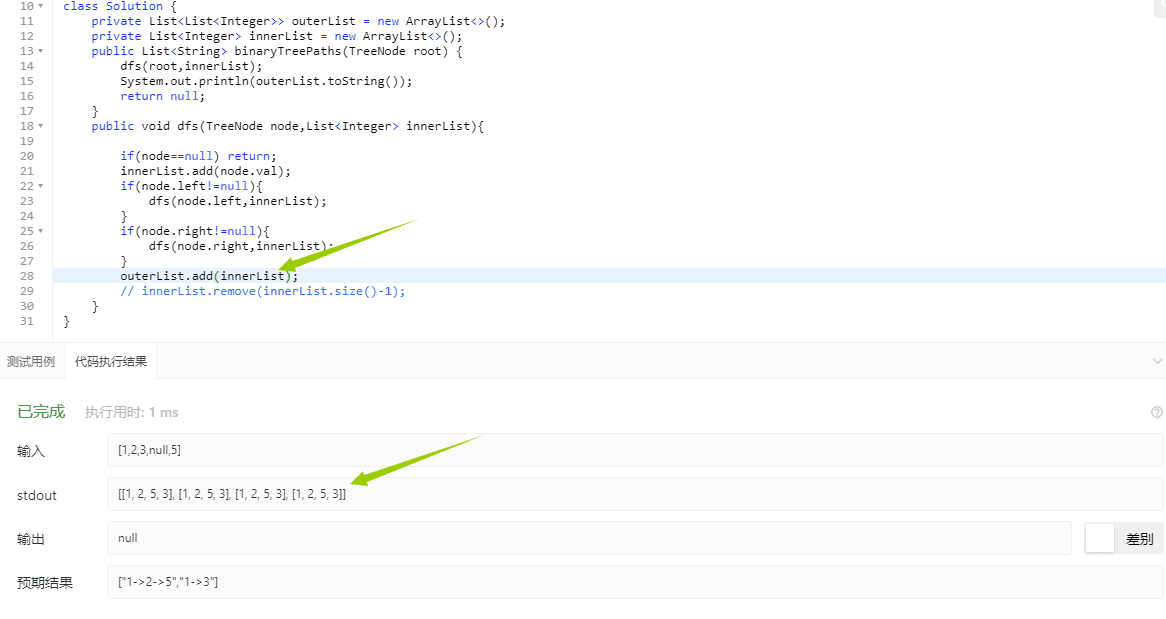 10 class Solution {
11 private List<List<Integer>> outerList = new ArrayList<>();
12 private List<Integer> innerList = new ArrayList<>();
13 public List<String> binaryTreePaths(TreeNode root) {
14 dfs(root,innerList);
15 System.out.println(outerList.toString());
16 return null;
17 }
18 public void dfs(TreeNode node,List<Integer> innerList){
19
20 if(node==null) return;
21 innerList.add(node.val);
22 if(node.left!=null){
23 dfs(node.left,innerList);
24 }
25 if(node.right!=null){
26 dfs(node.right,innerList);
27 }
28 outerList.add(innerList);
29 // innerList.remove(innerList.size()-1);
30 }
31 }
测试用例 代码执行结果
已完成 执行用时: 1 ms
输入 [1,2,3,null,5]
stdout [[1, 2, 5, 3], [1, 2, 5, 3], [1, 2, 5, 3], [1, 2, 5, 3]]
输出 null 差别
预期结果 ["1->2->5","1->3"]